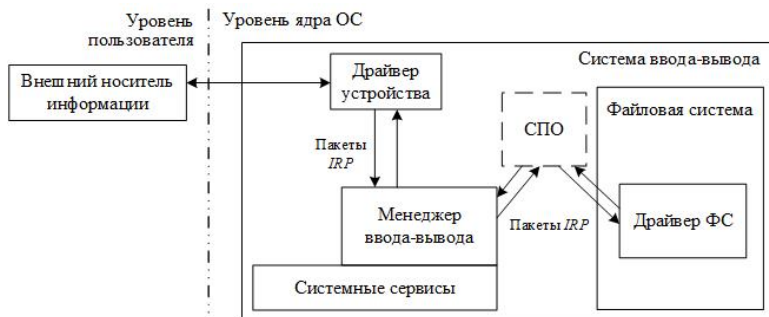 Уровень
пользователя
Уровень ядра ОС
Система ввода-вывода
Внешний носитель
информации
Драйвер
устройства
СПО
Файловая система
Пакеты
IRP
Менеджер
ввода-вывода
Пакеты IRP
Драйвер ФС
Системные сервисы